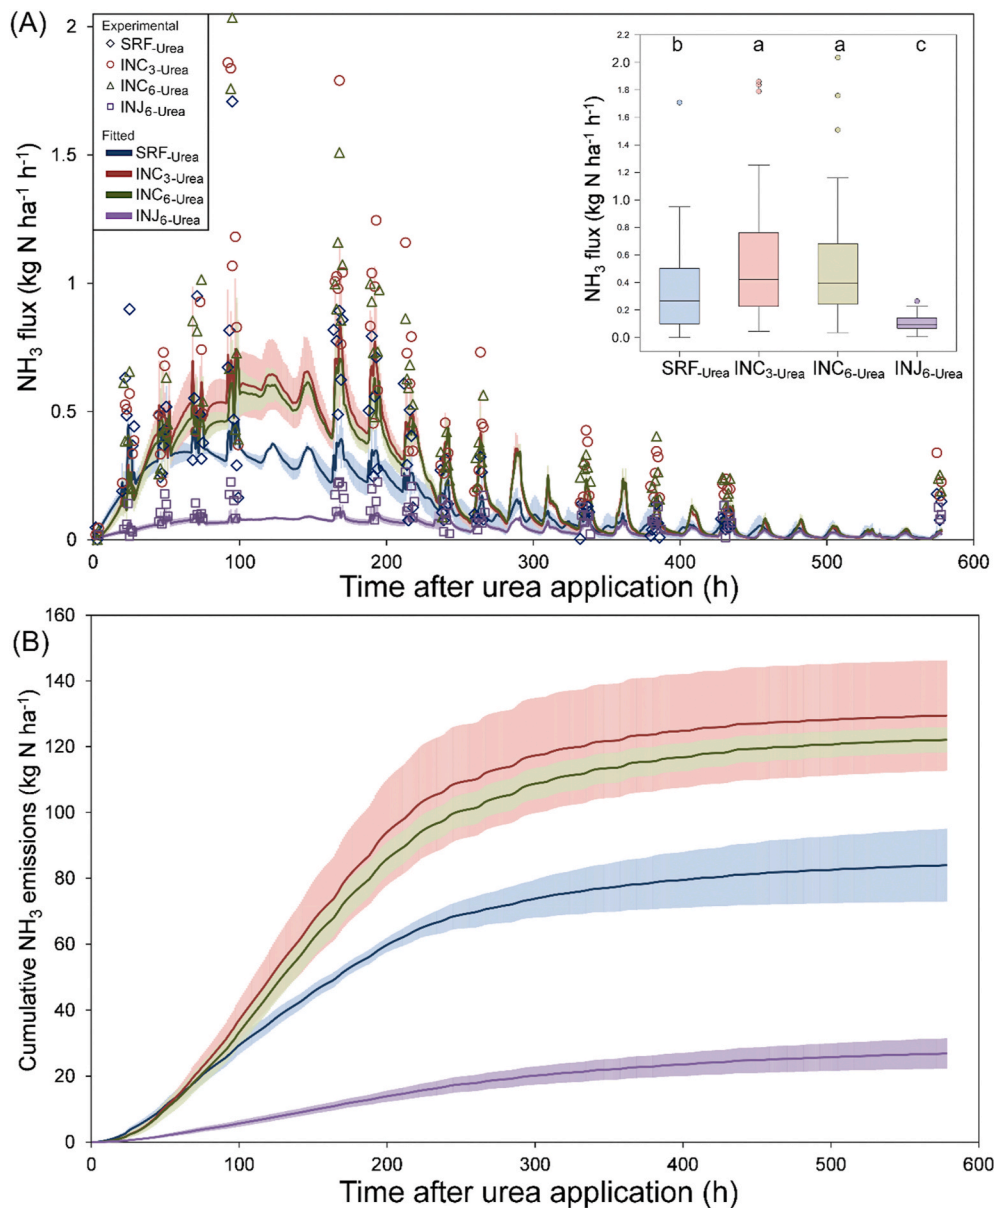 (A)
Experimental
SRF-Urea
INC3-Urea
INC6-Urea
INJ6-Urea
Fitted
SRF-Urea
INC3-Urea
INC6-Urea
INJ6-Urea
NH3 flux (kg N ha-1 h-1)
2
1.5
1
0.5
0
0 100 200 300 400 500 600
Time after urea application (h)
NH3 flux (kg N ha-1 h-1)
2.2
2.0
1.8
1.6
1.4
1.2
1.0
0.8
0.6
0.4
0.2
0.0
b a a c
SRF-Urea INC3-Urea INC6-Urea INJ6-Urea
(B)
Cumulative NH3 emissions (kg N ha-1)
160
140
120
100
80
60
40
20
0
0 100 200 300 400 500 600
Time after urea application (h)